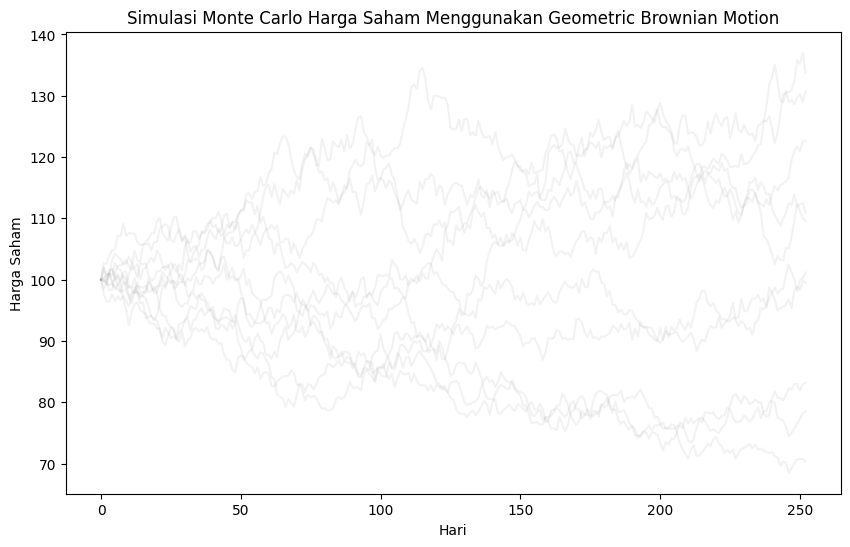 Simulasi Monte Carlo Harga Saham Menggunakan Geometric Brownian Motion
140
130
120
110
100
90
80
70
Harga Saham
0 50 100 150 200 250
Hari